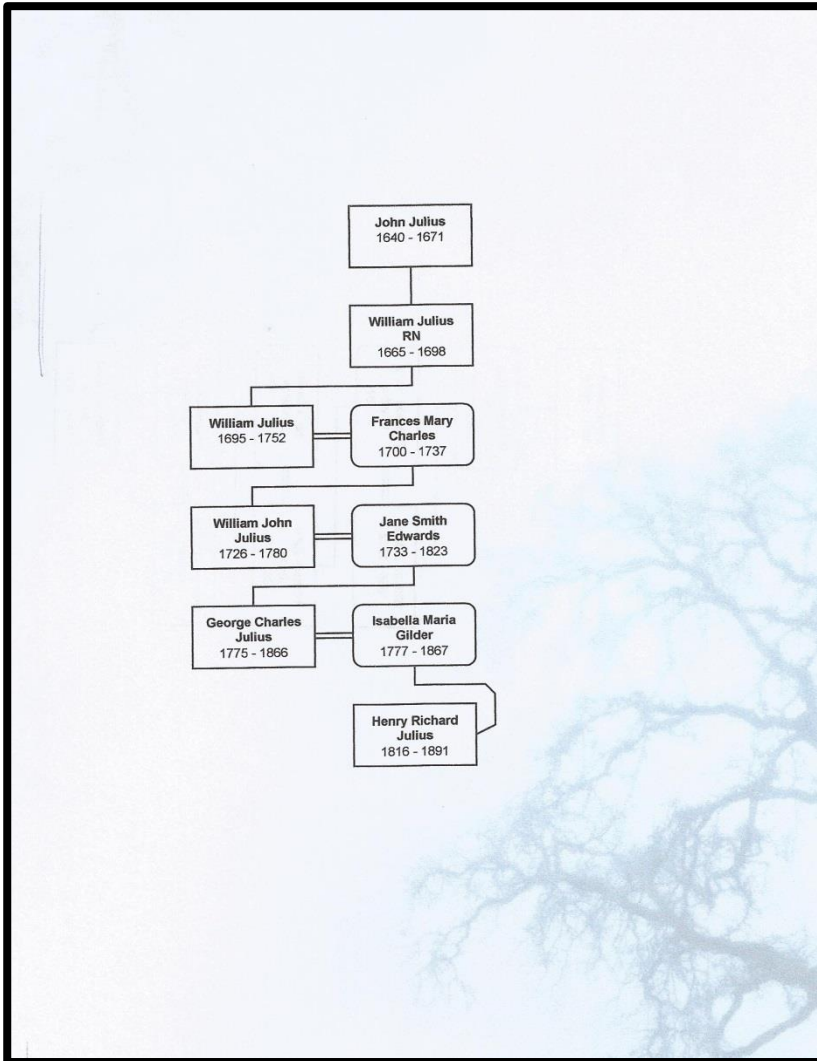 John Julius
1640 - 1671
William Julius
RN
1665 - 1698
William Julius
1695 - 1752
Frances Mary
Charles
1700 - 1737
William John
Julius
1726 - 1780
Jane Smith
Edwards
1733 - 1823
George Charles
Julius
1775 - 1866
Isabella Maria
Gilder
1777 - 1867
Henry Richard
Julius
1816 - 1891